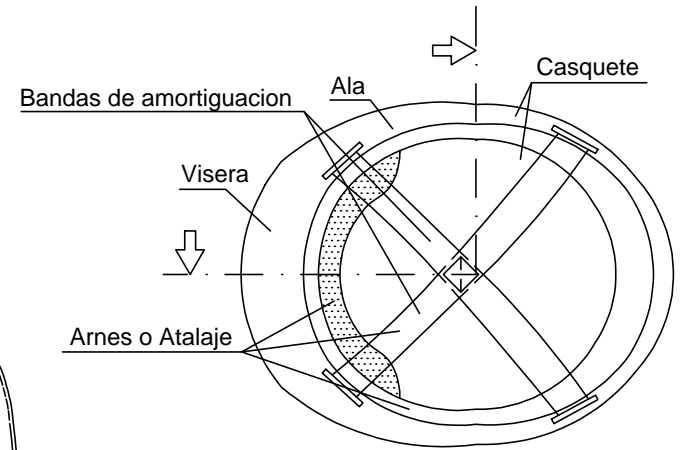 Casquete
Ala
Bandas de amortiguacion
Visera
Arnes o Atalaje